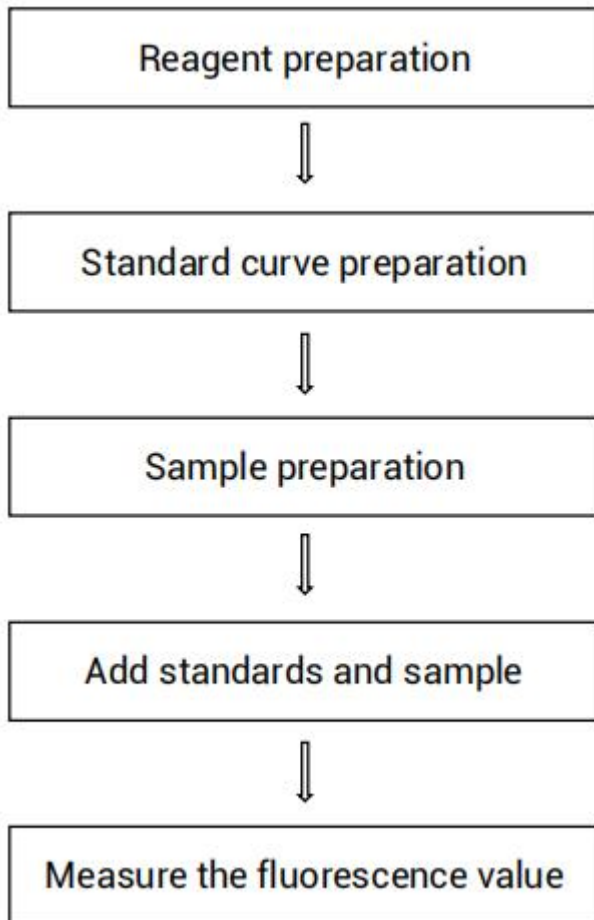 Reagent preparation
Standard curve preparation
Sample preparation
Add standards and sample
Measure the fluorescence value